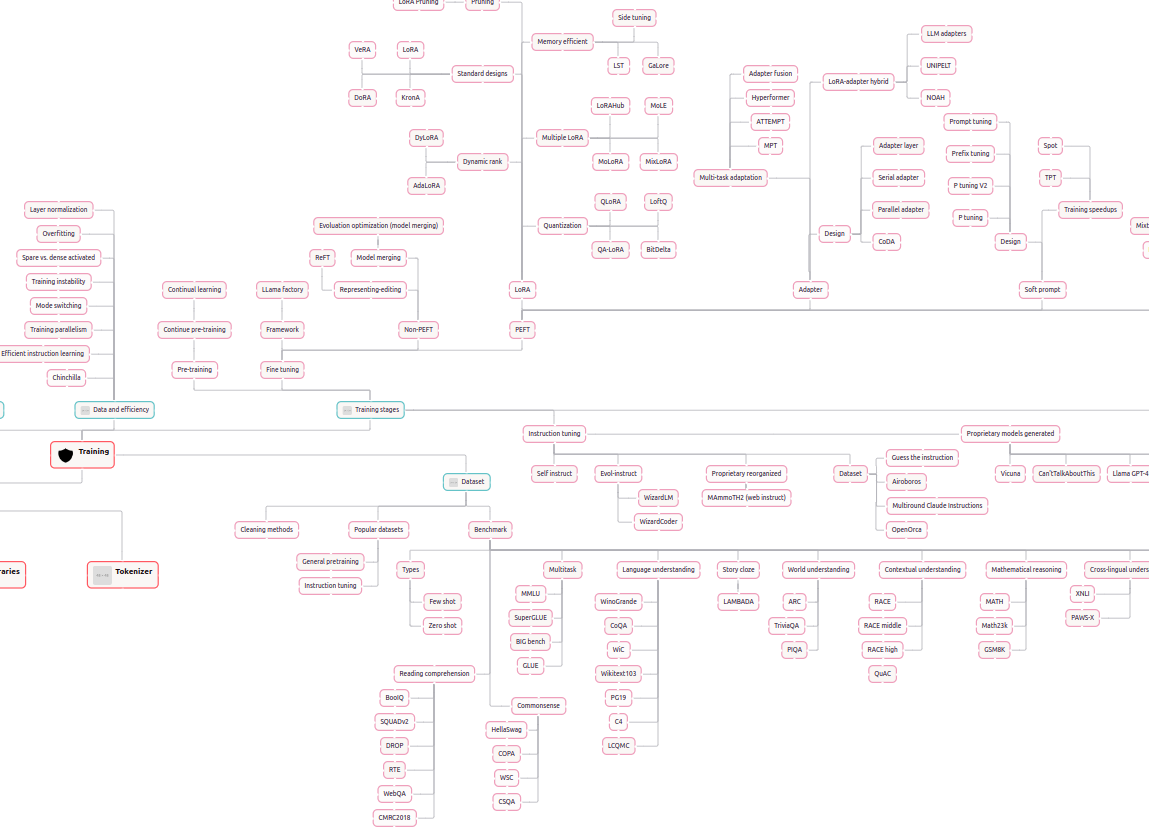 LoRA Pruning
Pruning
Side tuning
Memory efficient
LST
GaLore
VeRA
LoRA
Standard designs
DoRA
KronA
LoRAHub
MoLE
Multiple LoRA
MoLoRA
MixLoRA
DyLoRA
Dynamic rank
AdaLoRA
QLoRA
LoftQ
Quantization
QA-LoRA
BitDelta
Adapter fusion
Hyperformer
ATTEMPT
MPT
Multi-task adaptation
LLM adapters
LoRA-adapter hybrid
UNIPELT
NOAH
Adapter layer
Serial adapter
Parallel adapter
CoDA
Design
Prompt tuning
Prefix tuning
P tuning V2
P tuning
Design
Spot
TPT
Training speedups
Mixt
Layer normalization
Overfitting
Spare vs. dense activated
Training instability
Mode switching
Training parallelism
Efficient instruction learning
Chinchilla
Evoluation optimization (model merging)
ReFT
Model merging
Representing-editing
Continual learning
LLama factory
LoRA
Adapter
Soft prompt
Continue pre-training
Framework
Non-PEFT
PEFT
Pre-training
Fine tuning
Data and efficiency
Training stages
Training
Instruction tuning
Proprietary models generated
Self instruct
Evol-instruct
WizardLM
WizardCoder
Proprietary reorganized
MAmmoTH2 (web instruct)
Dataset
Guess the instruction
Airoboros
Multiround Claude Instructions
OpenOrca
Vicuna
Can'tTalkAboutThis
Llama GPT-4
Dataset
Cleaning methods
Popular datasets
Benchmark
General pretraining
Instruction tuning
raries
Tokenizer
Types
Few shot
Zero shot
Multitask
MMLU
SuperGLUE
BIG bench
GLUE
Language understanding
WinoGrande
CoQA
WiC
Wikitext103
PG19
C4
LCQMC
Story cloze
LAMBADA
World understanding
ARC
TriviaQA
PIQA
Contextual understanding
RACE
RACE middle
RACE high
QuAC
Mathematical reasoning
MATH
Math23k
GSM8K
Cross-lingual unders
XNLI
PAWS-X
Reading comprehension
BoolQ
SQUADv2
DROP
RTE
WebQA
CMRC2018
Commonsense
HellaSwag
COPA
WSC
CSQA